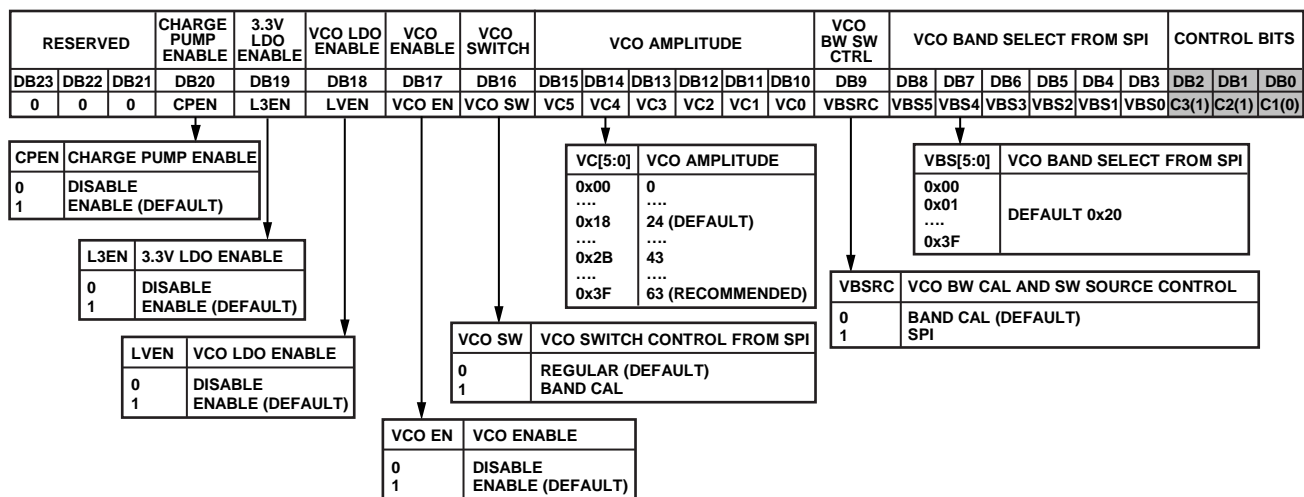 RESERVED
CHARGE PUMP ENABLE
3.3V LDO ENABLE
VCO LDO ENABLE
VCO ENABLE
VCO SWITCH
VCO AMPLITUDE
VCO BW SW CTRL
VCO BAND SELECT FROM SPI
CONTROL BITS
DB23 DB22 DB21 DB20 DB19 DB18 DB17 DB16 DB15 DB14 DB13 DB12 DB11 DB10 DB9 DB8 DB7 DB6 DB5 DB4 DB3 DB2 DB1 DB0
0 0 0 CPEN L3EN LVEN VCO EN VCO SW VC5 VC4 VC3 VC2 VC1 VC0 VBSRC VBS5 VBS4 VBS3 VBS2 VBS1 VBS0 C3(1) C2(1) C1(0)
CPEN CHARGE PUMP ENABLE
0 DISABLE
1 ENABLE (DEFAULT)
L3EN 3.3V LDO ENABLE
0 DISABLE
1 ENABLE (DEFAULT)
LVEN VCO LDO ENABLE
0 DISABLE
1 ENABLE (DEFAULT)
VCO EN VCO ENABLE
0 DISABLE
1 ENABLE (DEFAULT)
VCO SW VCO SWITCH CONTROL FROM SPI
0 REGULAR (DEFAULT)
1 BAND CAL
VC[5:0] VCO AMPLITUDE
0x00 0
.... ....
0x18 24 (DEFAULT)
.... ....
0x2B 43
.... ....
0x3F 63 (RECOMMENDED)
VBSRC VCO BW CAL AND SW SOURCE CONTROL
0 BAND CAL (DEFAULT)
1 SPI
VBS[5:0] VCO BAND SELECT FROM SPI
0x00
0x01
....
0x3F
DEFAULT 0x20